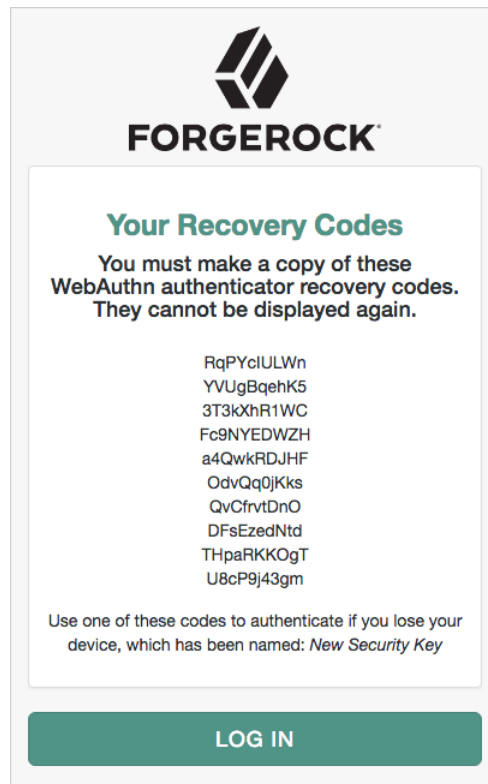 FORGEROCK
Your Recovery Codes
You must make a copy of these
WebAuthn authenticator recovery codes.
They cannot be displayed again.
RqPYcIULWn
YVUgBqehK5
3T3kXhR1WC
Fc9NYEDWZH
a4QwkRDJHF
OdvQq0jKks
QvCfrvtDnO
DFsEzedNtd
THpaRKKOgT
U8cP9j43gm
Use one of these codes to authenticate if you lose your
device, which has been named: New Security Key
LOG IN